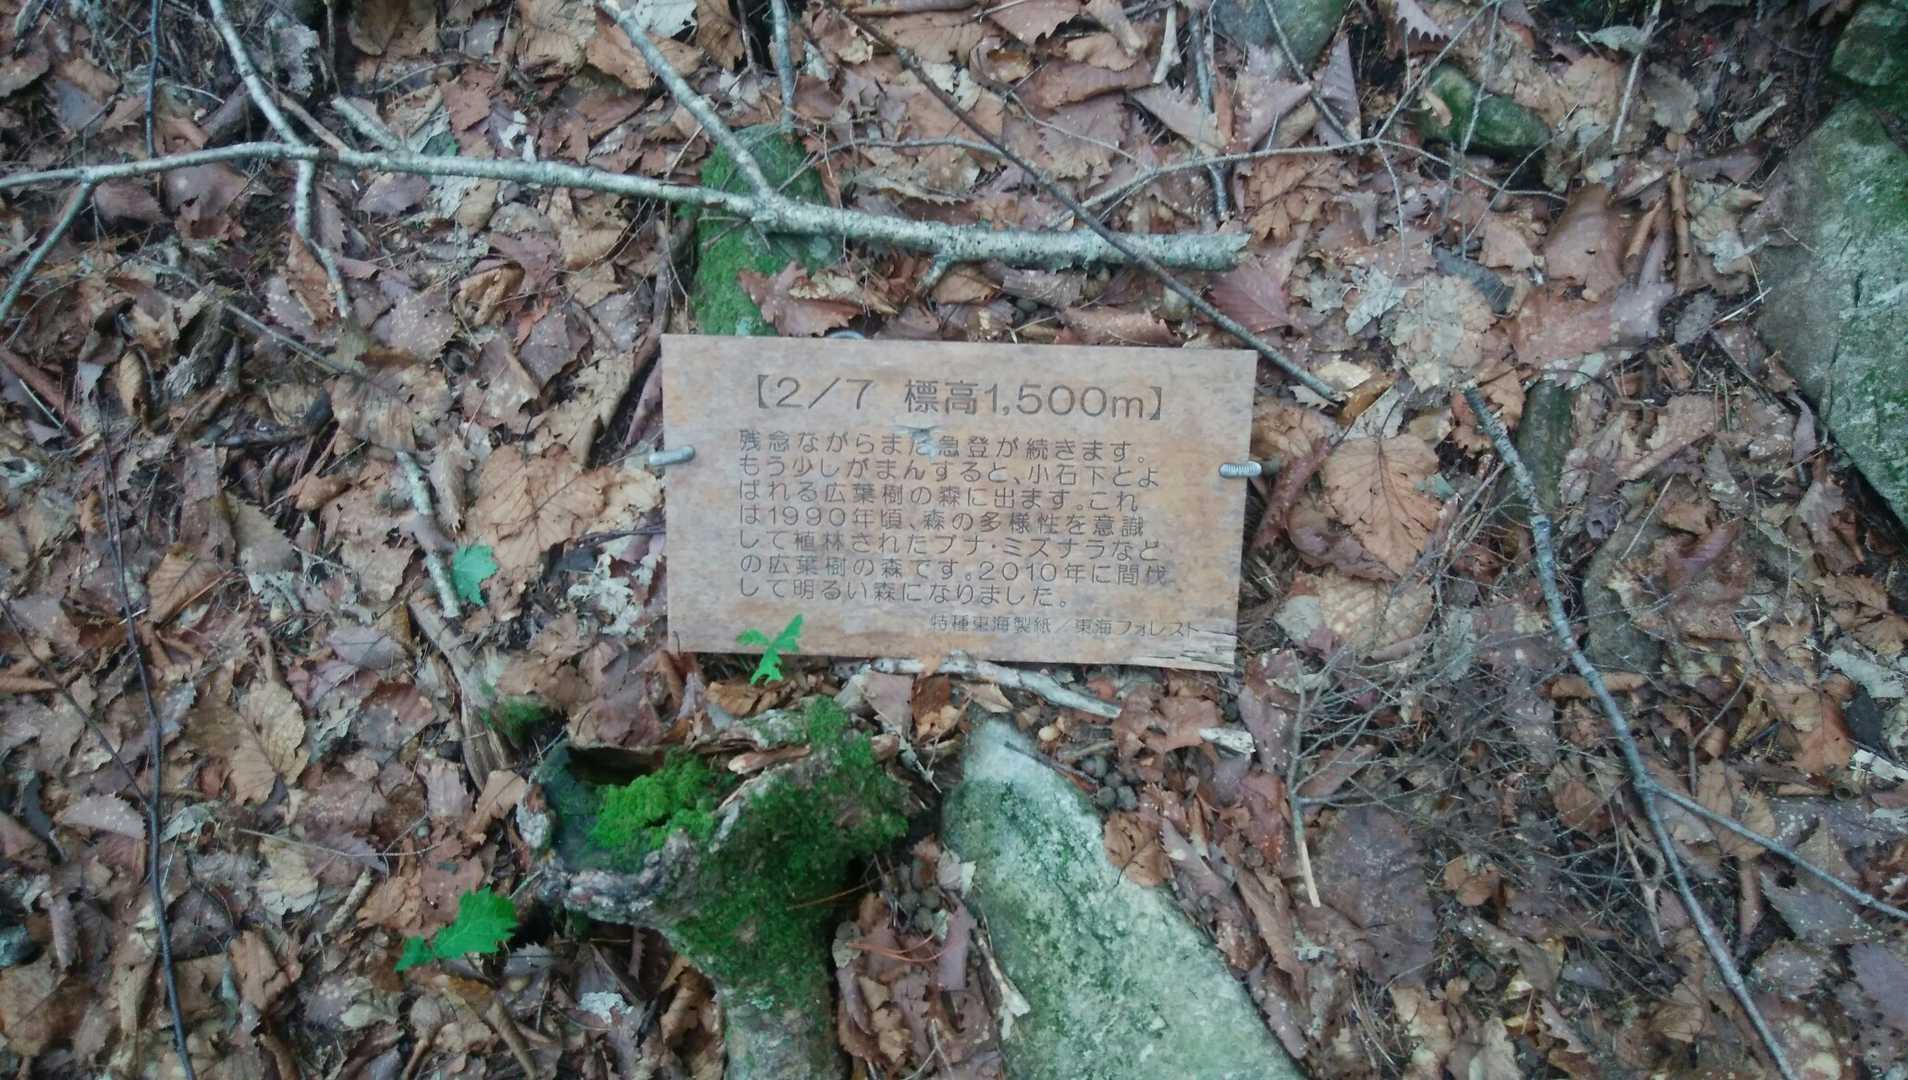 【2／7　標高1,500m】
残念ながらまだ急登が続きます。
もう少しがまんすると、小石下とよ
ばれる広葉樹の森に出ます。これ
は1990年頃、森の多様性を意識
して植林されたブナ・ミズナラなど
の広葉樹の森です。2010年に間伐
して明るい森になりました。
特種東海製紙／東海フォレスト